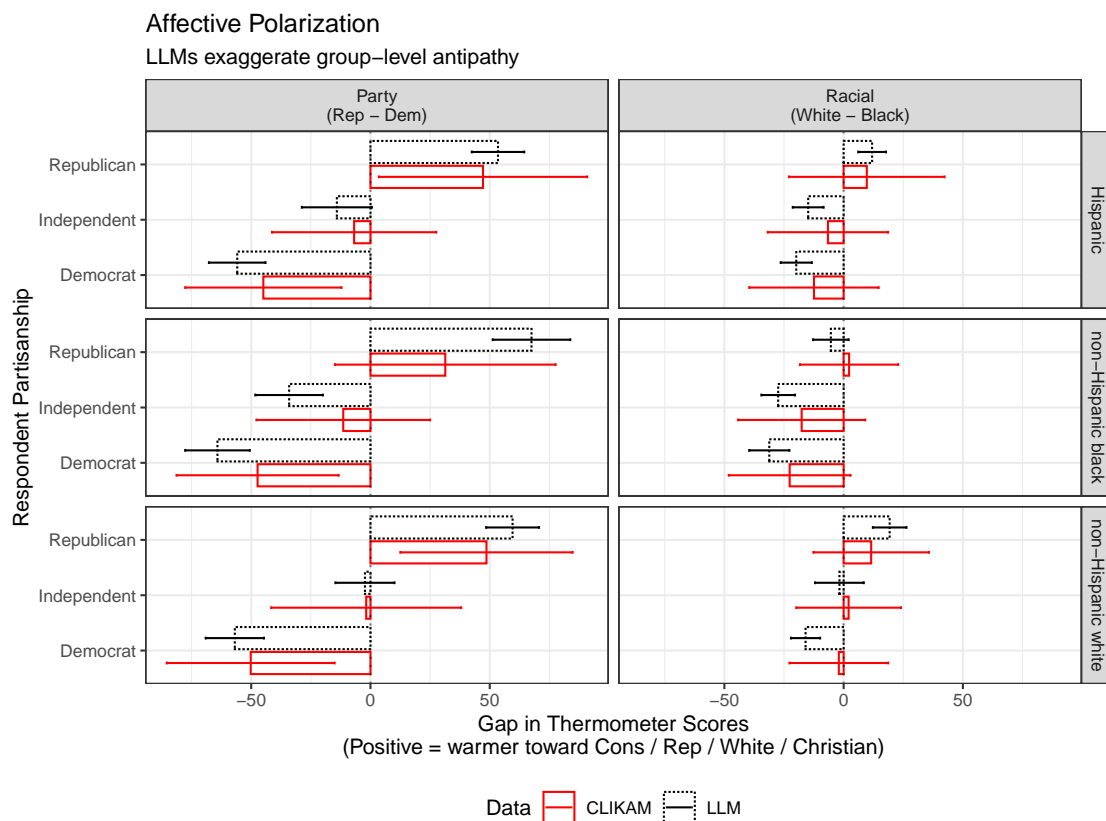 Affective Polarization
LLMs exaggerate group−level antipathy
Party
(Rep − Dem)
Racial
(White − Black)
Respondent Partisanship
Republican
Independent
Democrat
Hispanic
Republican
Independent
Democrat
non−Hispanic black
Republican
Independent
Democrat
non−Hispanic white
−50
0
50
−50
0
50
Gap in Thermometer Scores
(Positive = warmer toward Cons / Rep / White / Christian)
Data
CLIKAM
LLM